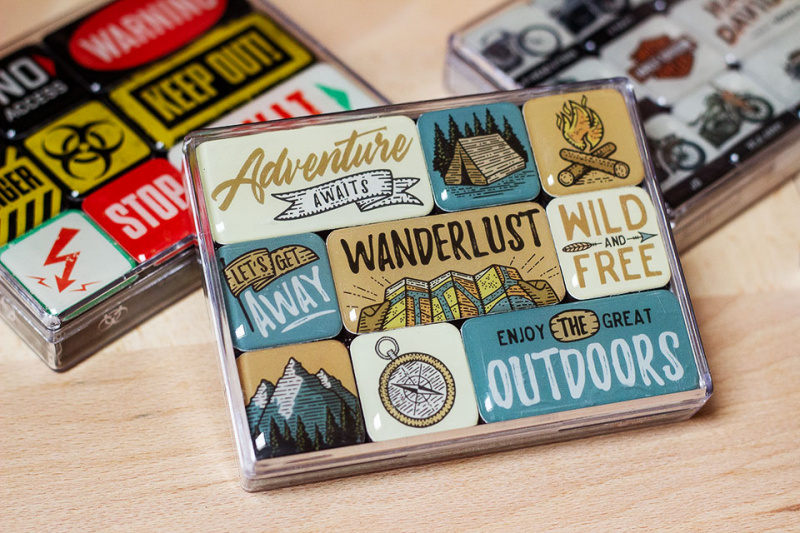 WARNING
NO
ACCESS
KEEP OUT!
STOP
Adventure
AWAITS
WILD
AND
FREE
WANDERLUST
LET'S GET
AWAY
ENJOY THE GREAT
OUTDOORS